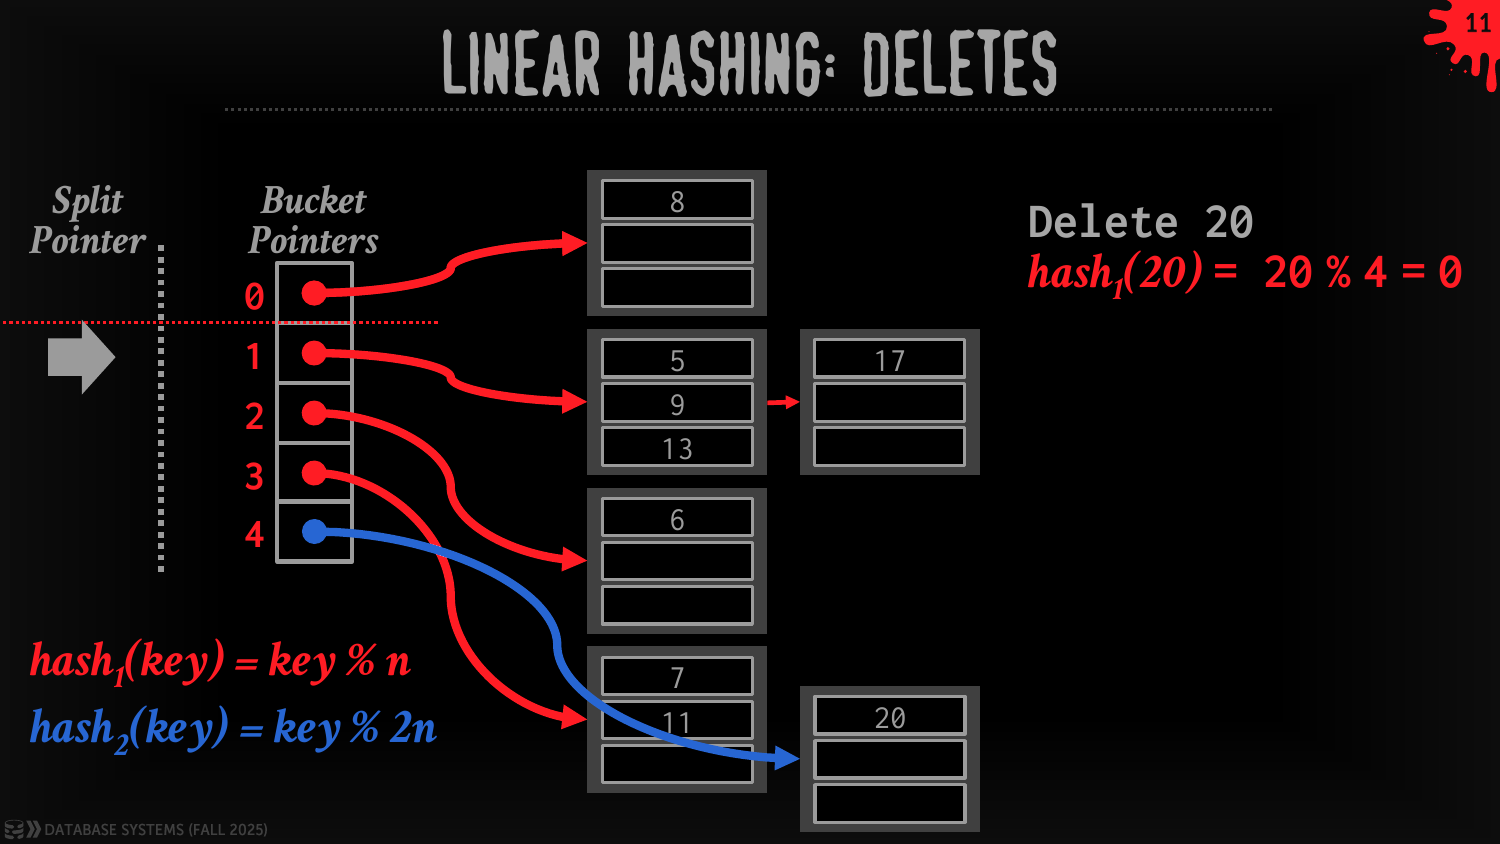 11
LINEAR HASHING: DELETES
Split
Pointer
Bucket
Pointers
0
1
2
3
4
8
5
9
13
17
6
7
11
20
Delete 20
hash1(20) = 20 % 4 = 0
hash1(key) = key % n
hash2(key) = key % 2n
DATABASE SYSTEMS (FALL 2025)